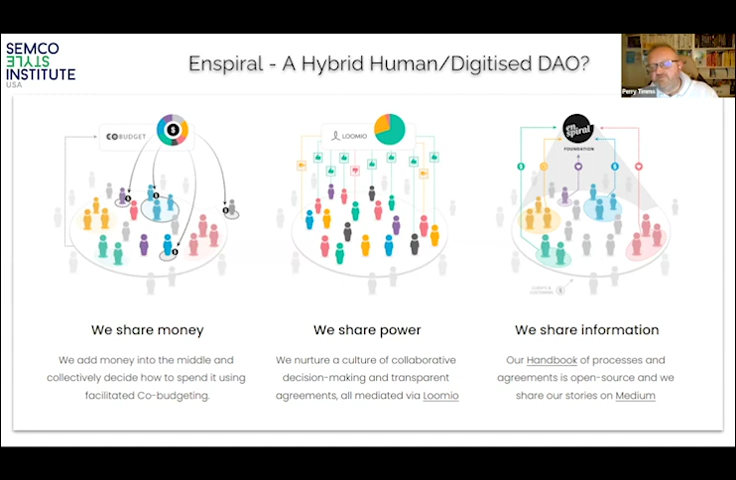 SEMCO
STYLE
INSTITUTE
USA
Enspiral - A Hybrid Human/Digitised DAO?
Perry Timms
COBUDGET
$
LOOMIO
en
spiral
FOUNDATION
We share money
We add money into the middle and
collectively decide how to spend it using
facilitated Co-budgeting.
We share power
We nurture a culture of collaborative
decision-making and transparent
agreements, all mediated via Loomio
We share information
Our Handbook of processes and
agreements is open-source and we
share our stories on Medium